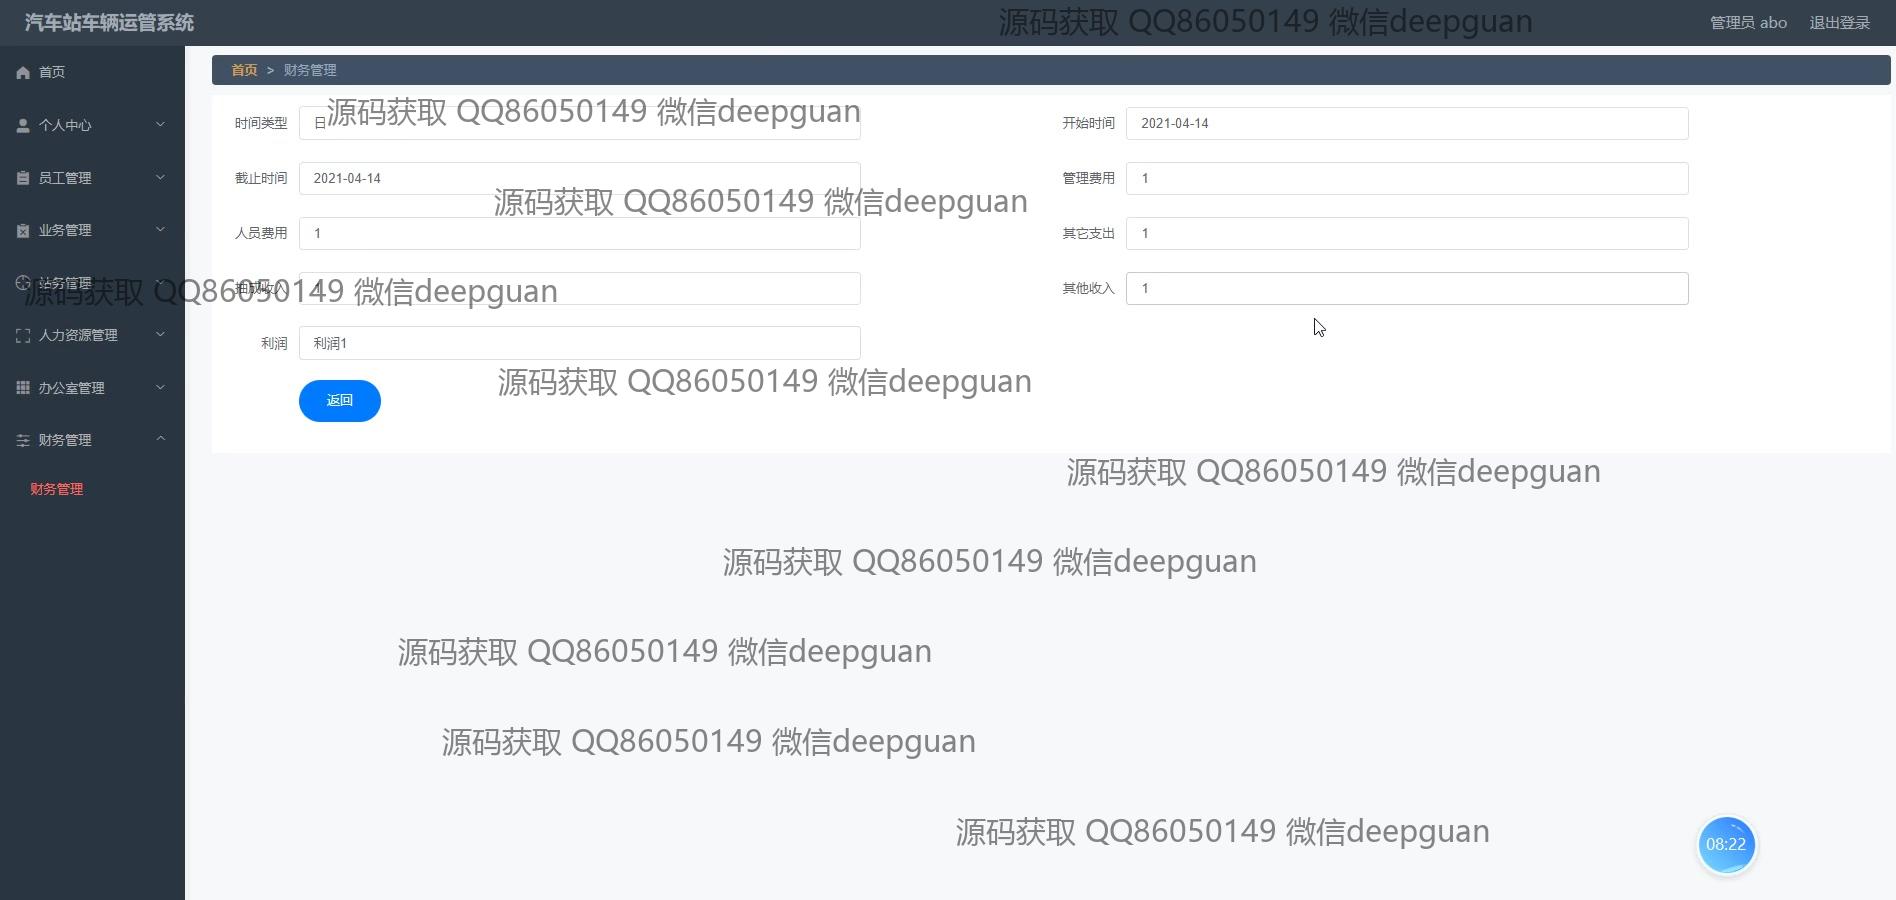 汽车站车辆运管系统
源码获取 QQ86050149 微信deepguan
管理员 abo
退出登录
首页
个人中心
员工管理
业务管理
站务管理
人力资源管理
办公室管理
财务管理
财务管理
首页 > 财务管理
时间类型
日
源码获取 QQ86050149 微信deepguan
开始时间
2021-04-14
截止时间
2021-04-14
管理费用
1
源码获取 QQ86050149 微信deepguan
人员费用
1
其它支出
1
源码获取 QQ86050149 微信deepguan
抽成收入
1
其他收入
1
利润
利润1
源码获取 QQ86050149 微信deepguan
返回
源码获取 QQ86050149 微信deepguan
源码获取 QQ86050149 微信deepguan
源码获取 QQ86050149 微信deepguan
源码获取 QQ86050149 微信deepguan
源码获取 QQ86050149 微信deepguan
08:22